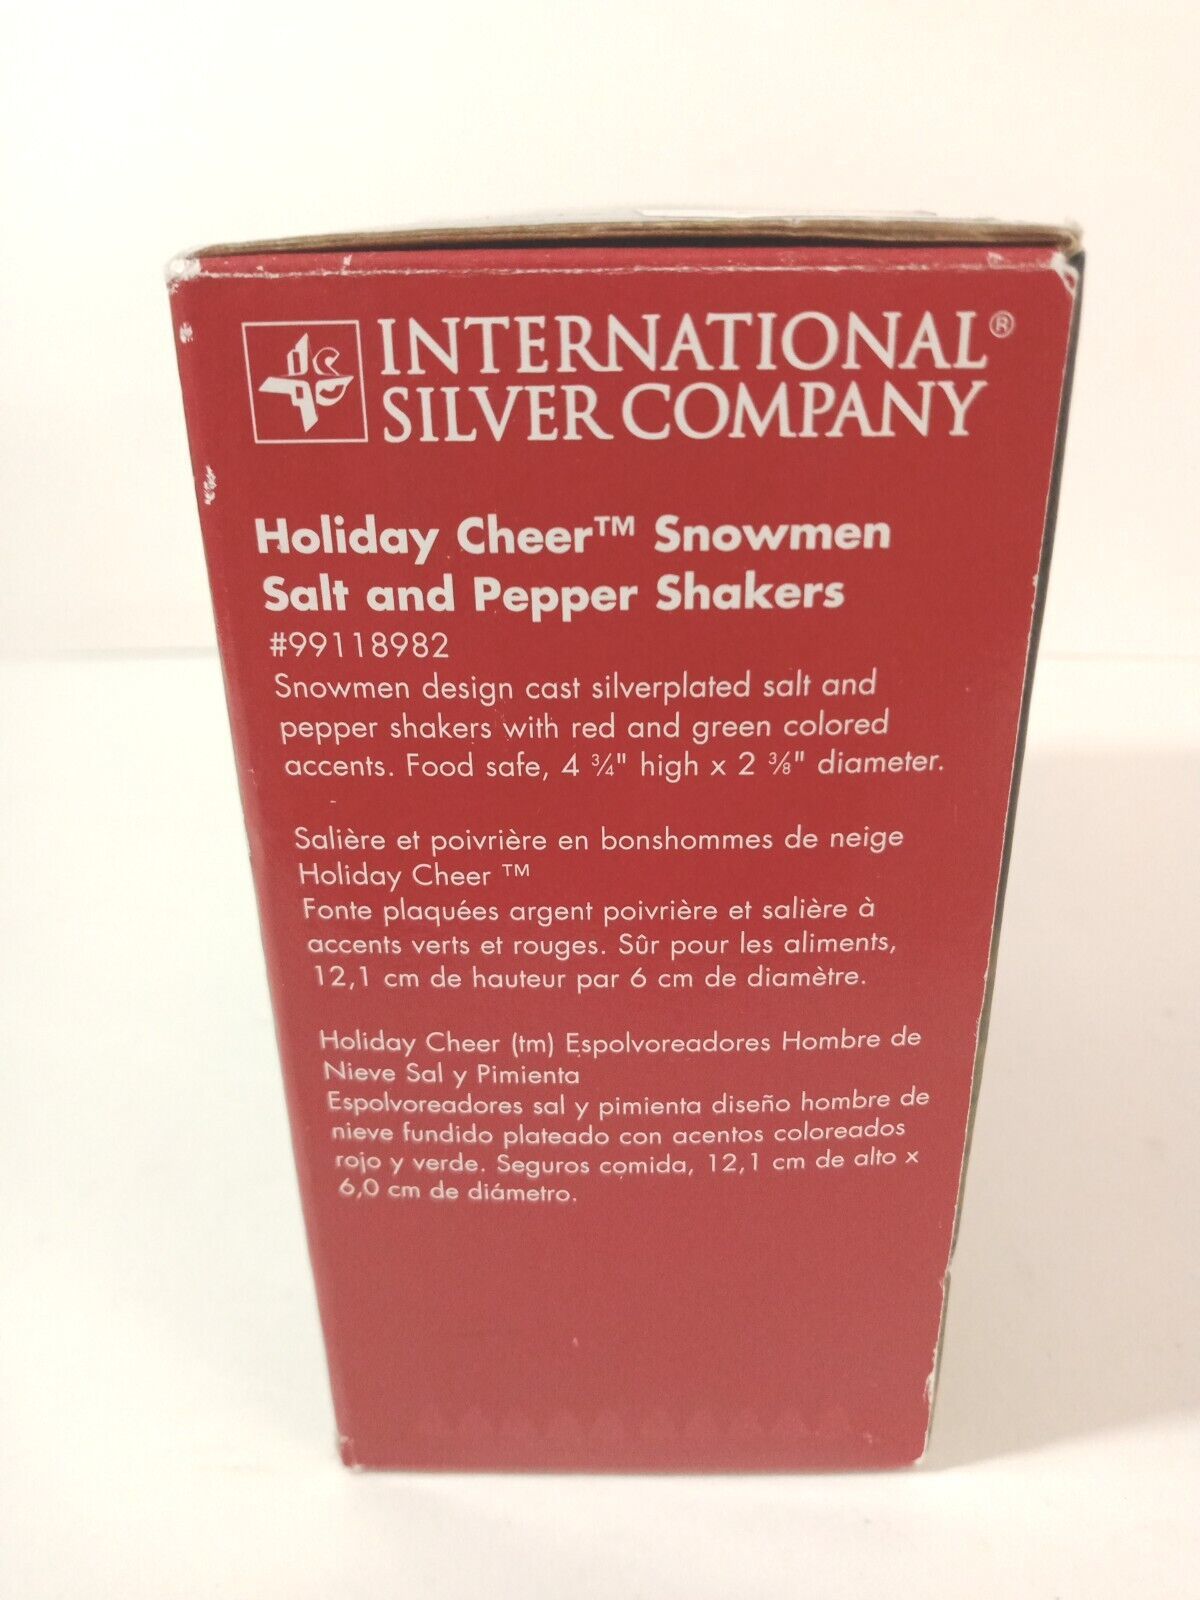 INTERNATIONAL®
SILVER COMPANY
Holiday Cheer™ Snowmen
Salt and Pepper Shakers
#99118982
Snowmen design cast silverplated salt and
pepper shakers with red and green colored
accents. Food safe, 4 ¾" high x 2 ⅜" diameter.
Salière et poivrière en bonshommes de neige
Holiday Cheer ™
Fonte plaquées argent poivrière et salière à
accents verts et rouges. Sûr pour les aliments,
12,1 cm de hauteur par 6 cm de diamètre.
Holiday Cheer (tm) Espolvoreadores Hombre de
Nieve Sal y Pimienta
Espolvoreadores sal y pimienta diseño hombre de
nieve fundido plateado con acentos coloreados
rojo y verde. Seguros comida, 12,1 cm de alto x
6,0 cm de diámetro.